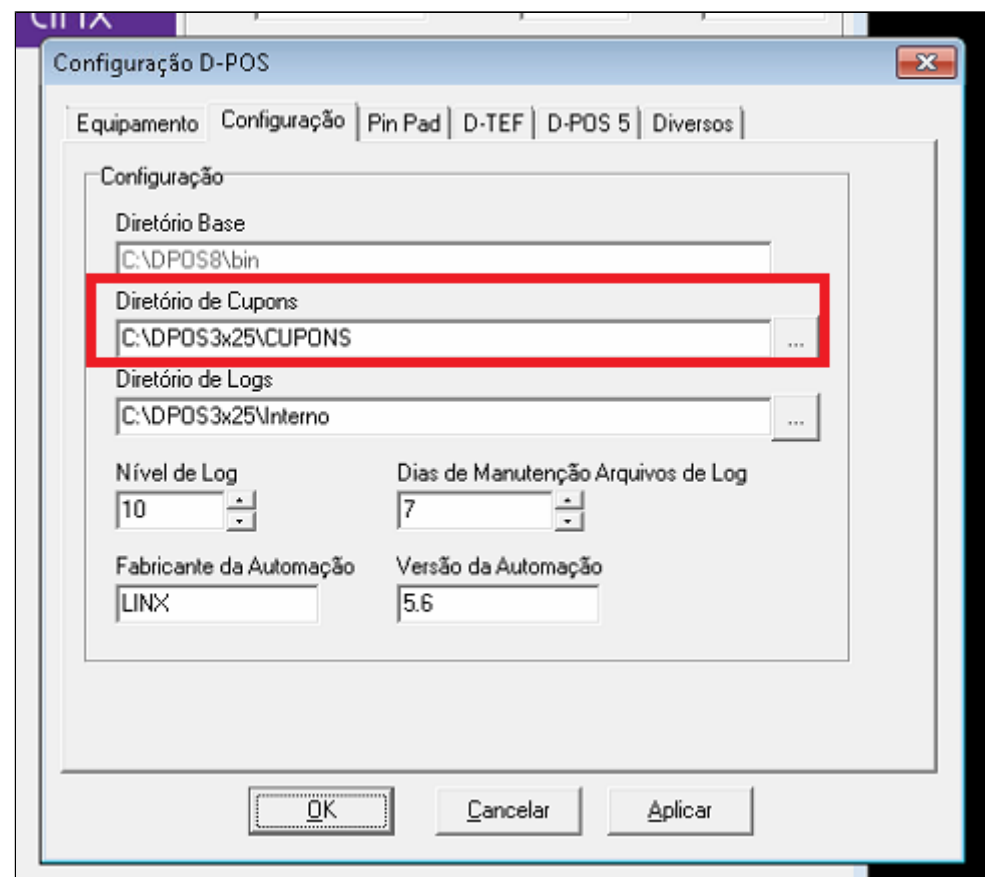 Linx
Configuração D-POS
Equipamento Configuração Pin Pad D-TEF D-POS 5 Diversos
Configuração
Diretório Base
C:\DPOS8\bin
Diretório de Cupons
C:\DPOS3x25\CUPONS
...
Diretório de Logs
C:\DPOS3x25\Interno
...
Nível de Log Dias de Manutenção Arquivos de Log
10 7
Fabricante da Automação Versão da Automação
LINX 5.6
OK Cancelar Aplicar